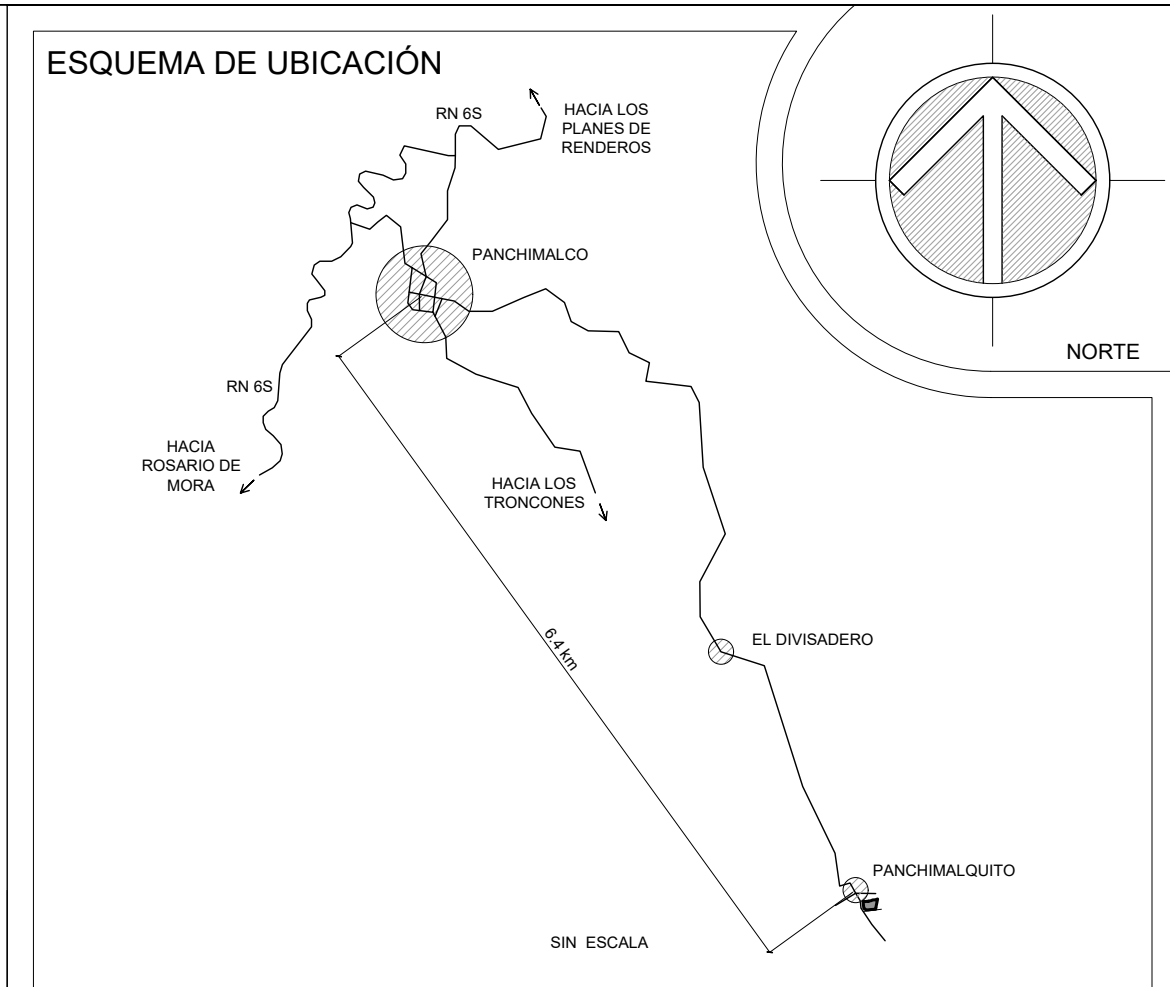 ESQUEMA DE UBICACIÓN
RN 6S
HACIA LOS
PLANES DE
RENDEROS
PANCHIMALCO
NORTE
RN 6S
HACIA
ROSARIO DE
MORA
HACIA LOS
TRONCONES
6.4 km
EL DIVISADERO
PANCHIMALQUITO
SIN ESCALA